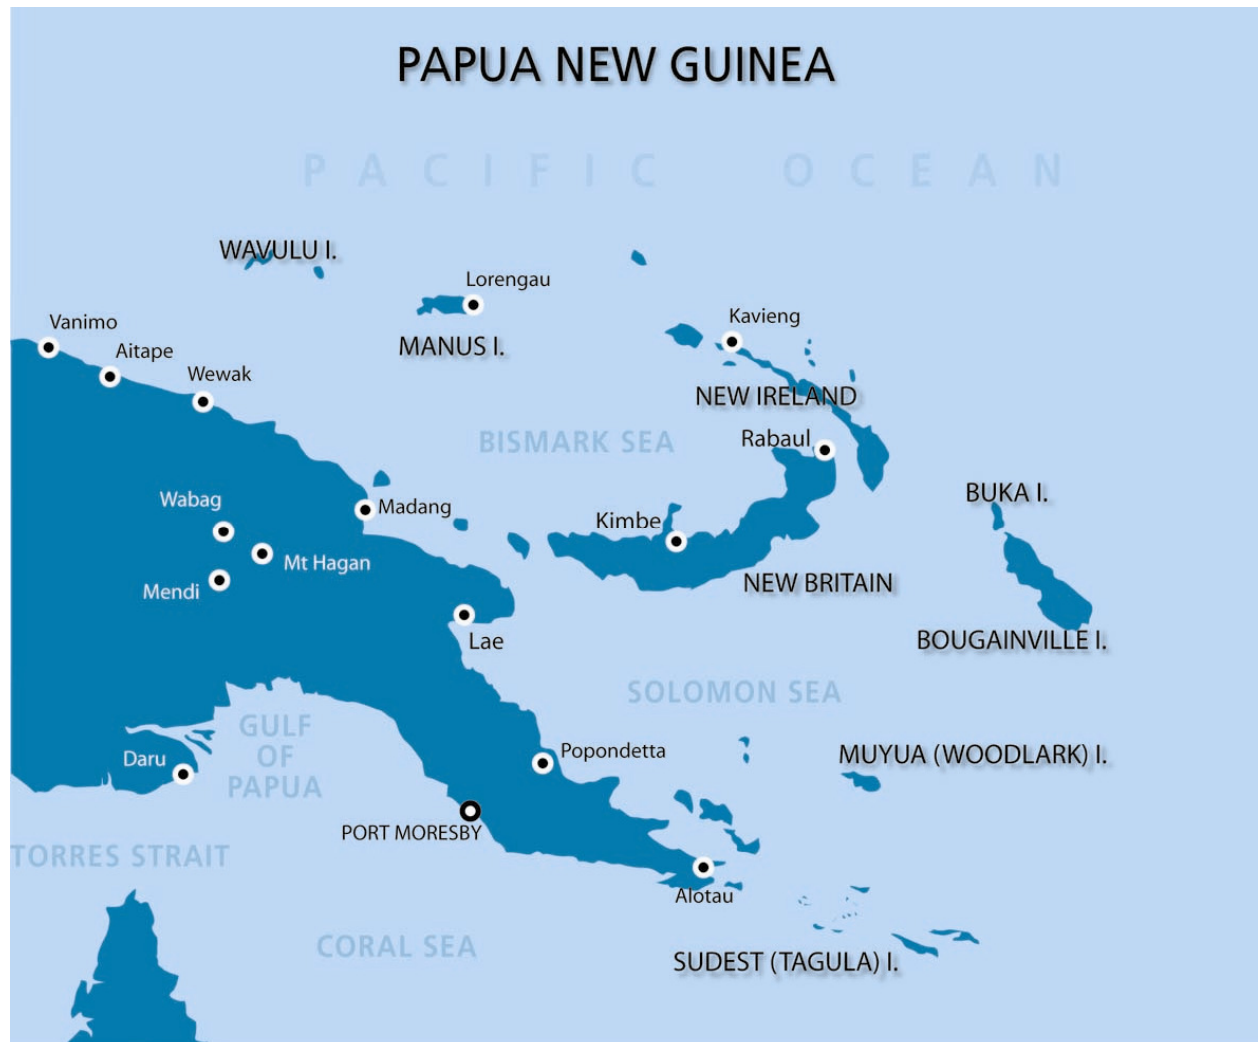 PAPUA NEW GUINEA
PACIFIC OCEAN
WAVULU I.
Lorengau
MANUS I.
Vanimo
Aitape
Wewak
Kavieng
NEW IRELAND
BISMARK SEA
Rabaul
Wabag
Madang
BUKA I.
Kimbe
Mt Hagan
Mendi
NEW BRITAIN
Lae
BOUGAINVILLE I.
SOLOMON SEA
GULF
OF
PAPUA
Daru
Popondetta
MUYUA (WOODLARK) I.
PORT MORESBY
TORRES STRAIT
Alotau
CORAL SEA
SUDEST (TAGULA) I.